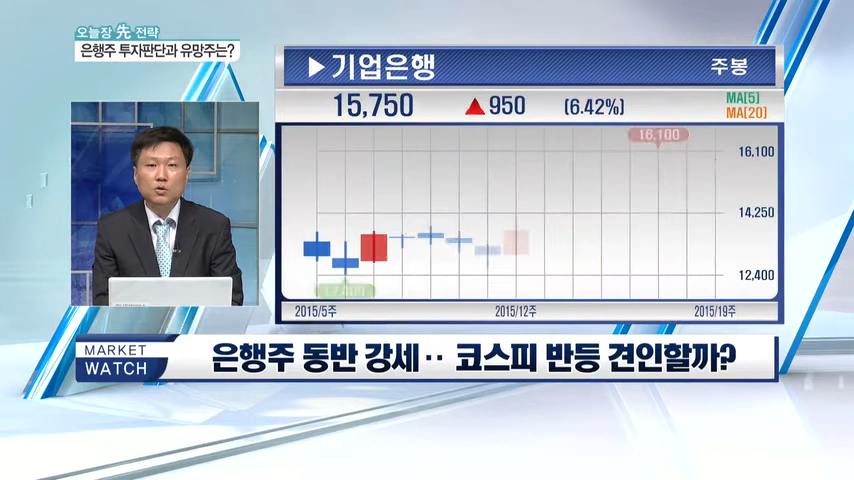 오늘장 先 전략
은행주 투자판단과 유망주는?
▶기업은행
주봉
15,750 ▲950 (6.42%)
MA[5]
MA[20]
16,100
16,100
14,250
12,400
2015/5주
2015/12주
2015/19주
MARKET
WATCH
은행주 동반 강세‥ 코스피 반등 견인할까?